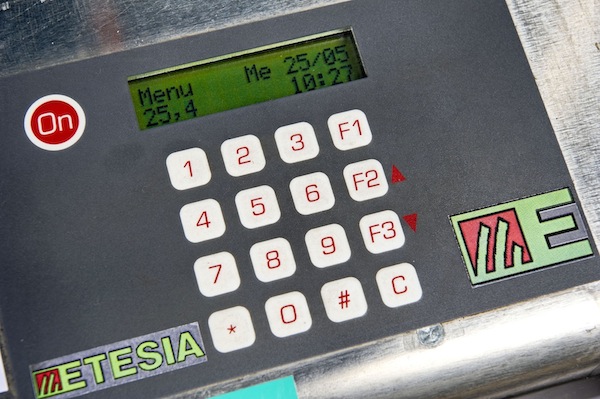 Me 25/05
Menu 10:27
25,4
On
1 2 3 F1
4 5 6 F2
7 8 9 F3
* 0 # C
E
ETESIA